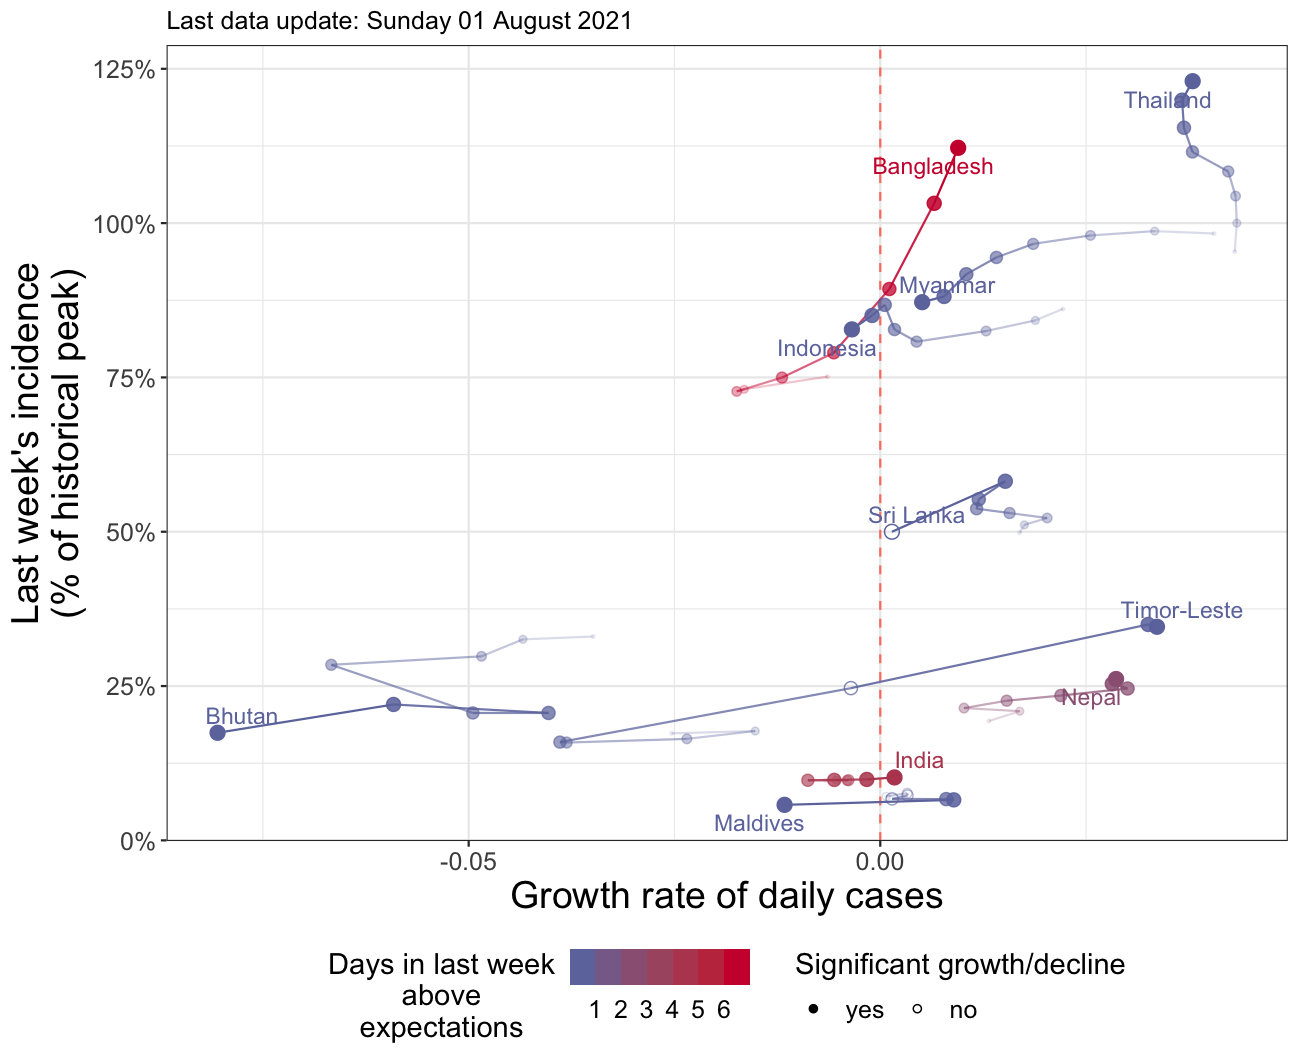 Last data update: Sunday 01 August 2021
125%
100%
75%
50%
25%
0%
Last week's incidence
(% of historical peak)
Thailand
Bangladesh
Myanmar
Indonesia
Sri Lanka
Timor-Leste
Nepal
Bhutan
India
Maldives
-0.05
0.00
Growth rate of daily cases
Days in last week
above
expectations
1 2 3 4 5 6
Significant growth/decline
yes
no